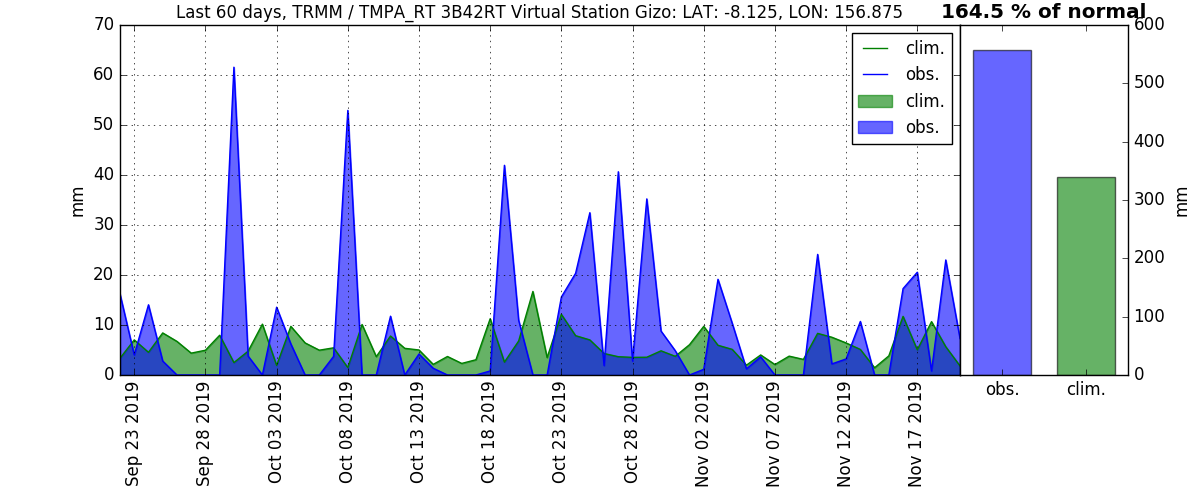 Last 60 days, TRMM / TMPA_RT 3B42RT Virtual Station Gizo: LAT: -8.125, LON: 156.875
164.5 % of normal
70
60
50
40
30
20
10
0
mm
clim.
obs.
clim.
obs.
600
500
400
300
200
100
0
mm
obs.
clim.
Sep 23 2019
Sep 28 2019
Oct 03 2019
Oct 08 2019
Oct 13 2019
Oct 18 2019
Oct 23 2019
Oct 28 2019
Nov 02 2019
Nov 07 2019
Nov 12 2019
Nov 17 2019